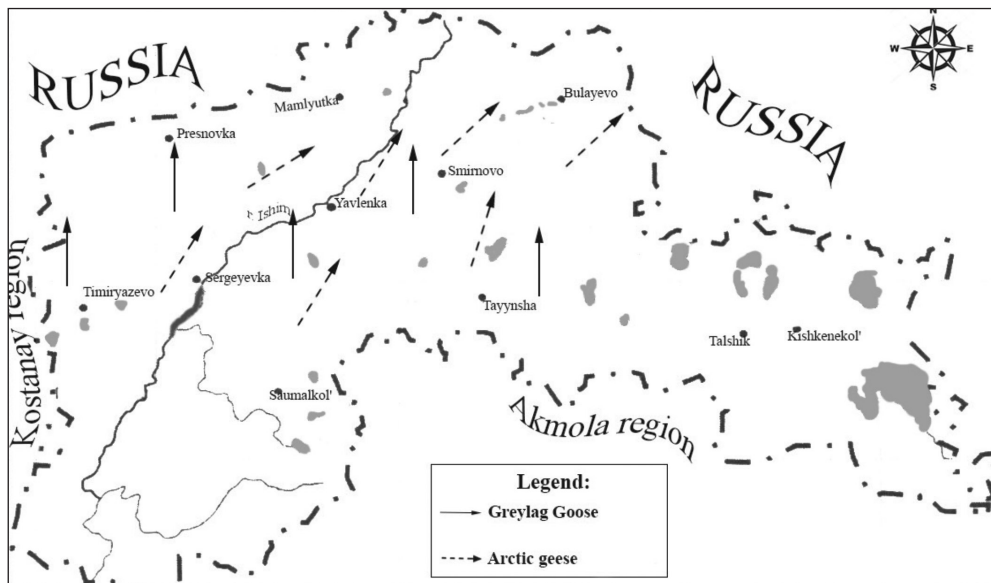 N
W E
S
RUSSIA
RUSSIA
Mamlyutka
Bulayevo
Presnovka
Smirnovo
Yavlenka
r. Ishim
Sergeyevka
Kostanay region
Timiryazevo
Tayynsha
Talshik
Kishkenekol'
Saumalkol'
Akmola region
Legend:
Greylag Goose
Arctic geese